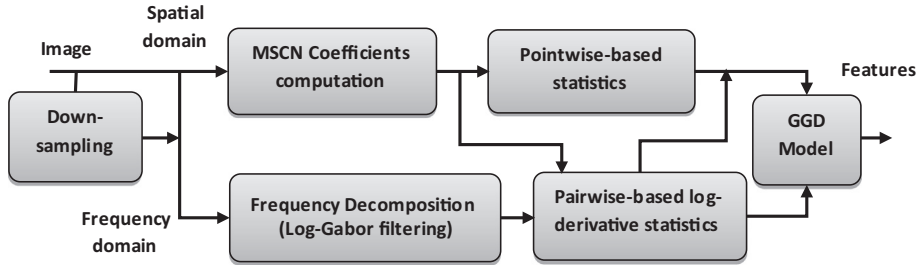 Image
Spatial
domain
MSCN Coefficients
computation
Pointwise-based
statistics
Features
Down-
sampling
GGD
Model
Frequency
domain
Frequency Decomposition
(Log-Gabor filtering)
Pairwise-based log-
derivative statistics